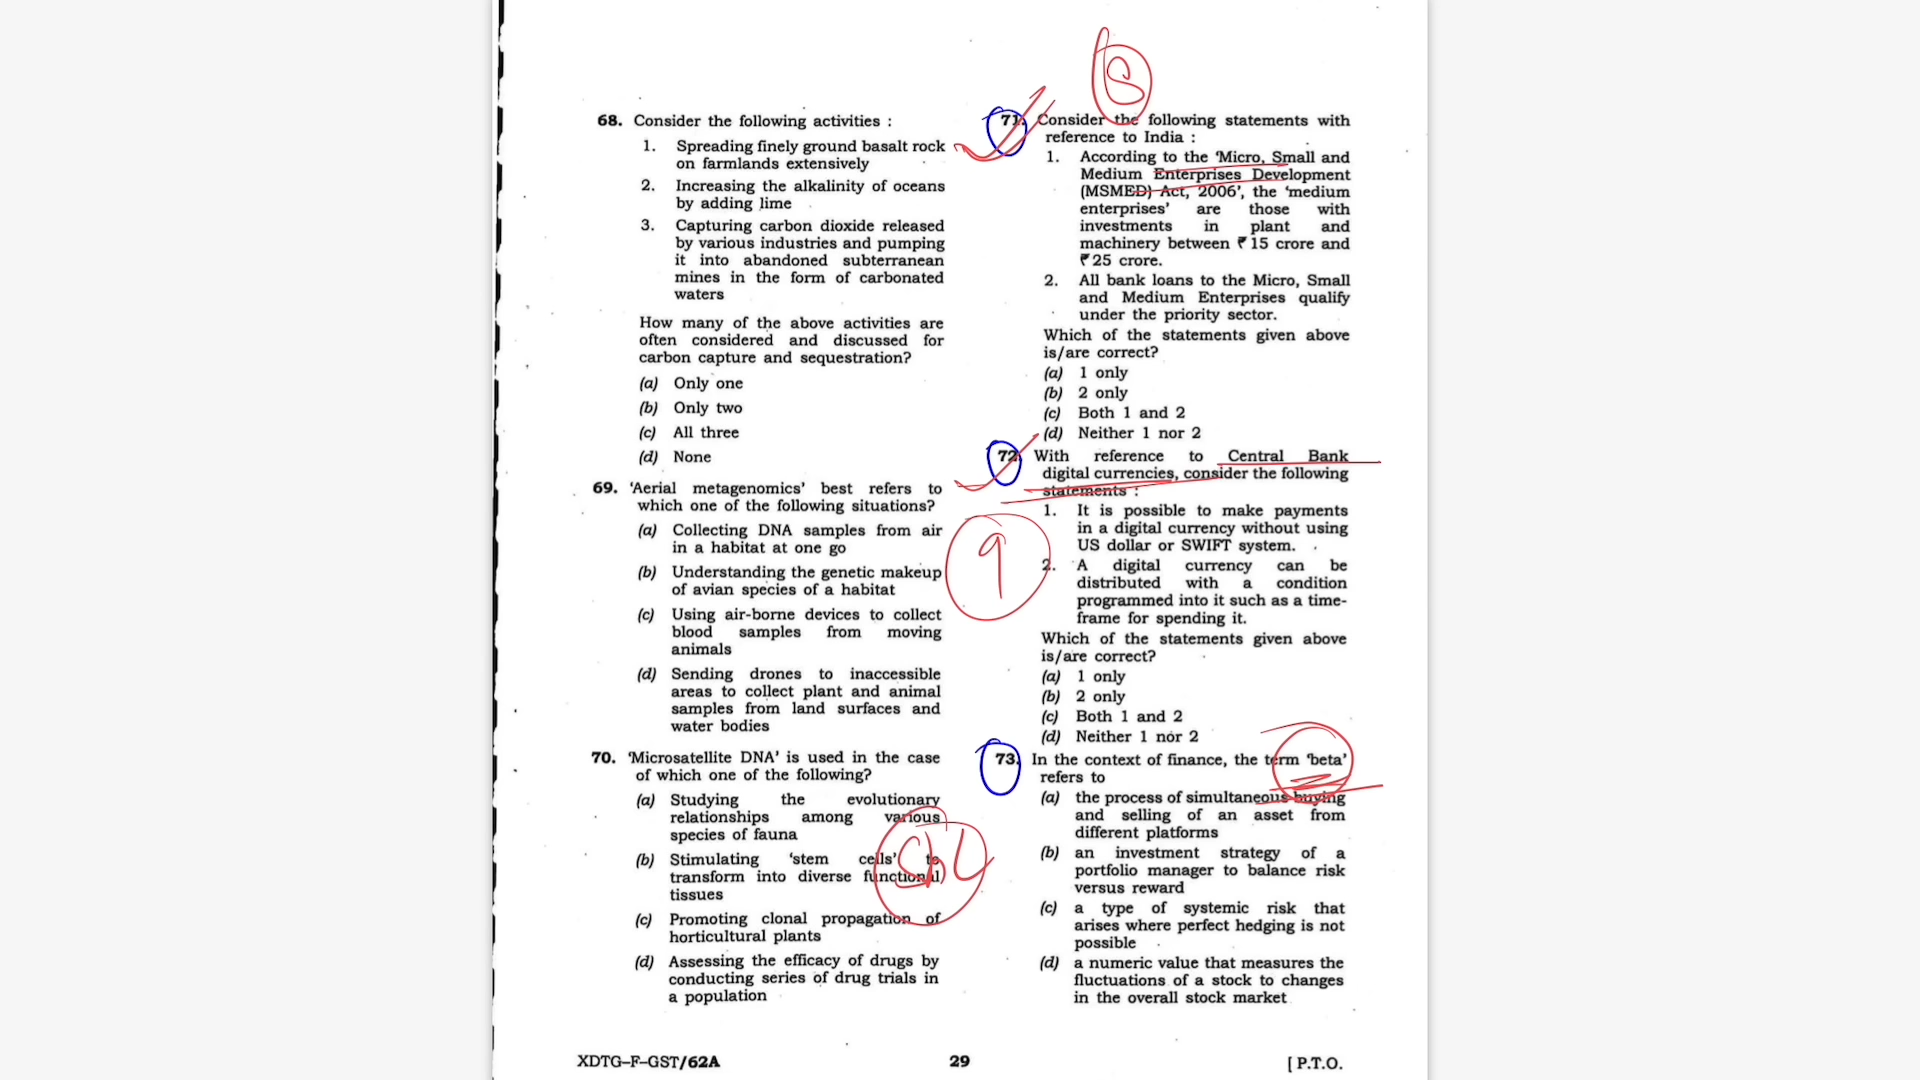 68. Consider the following activities :
1. Spreading finely ground basalt rock
on farmlands extensively
2. Increasing the alkalinity of oceans
by adding lime
3. Capturing carbon dioxide released
by various industries and pumping
it into abandoned subterranean
mines in the form of carbonated
waters
How many of the above activities are
often considered and discussed for
carbon capture and sequestration?
(a) Only one
(b) Only two
(c) All three
(d) None
69. 'Aerial metagenomics' best refers to
which one of the following situations?
(a) Collecting DNA samples from air
in a habitat at one go
(b) Understanding the genetic makeup
of avian species of a habitat
(c) Using air-borne devices to collect
blood samples from moving
animals
(d) Sending drones to inaccessible
areas to collect plant and animal
samples from land surfaces and
water bodies
70. 'Microsatellite DNA' is used in the case
of which one of the following?
(a) Studying the evolutionary
relationships among various
species of fauna
(b) Stimulating 'stem cells' to
transform into diverse functional
tissues
(c) Promoting clonal propagation of
horticultural plants
(d) Assessing the efficacy of drugs by
conducting series of drug trials in
a population
71. Consider the following statements with
reference to India :
1. According to the 'Micro, Small and
Medium Enterprises Development
(MSMED) Act, 2006', the 'medium
enterprises' are those with
investments in plant and
machinery between ₹ 15 crore and
₹ 25 crore.
2. All bank loans to the Micro, Small
and Medium Enterprises qualify
under the priority sector.
Which of the statements given above
is/are correct?
(a) 1 only
(b) 2 only
(c) Both 1 and 2
(d) Neither 1 nor 2
72. With reference to Central Bank
digital currencies, consider the following
statements :
1. It is possible to make payments
in a digital currency without using
US dollar or SWIFT system.
2. A digital currency can be
distributed with a condition
programmed into it such as a time-
frame for spending it.
Which of the statements given above
is/are correct?
(a) 1 only
(b) 2 only
(c) Both 1 and 2
(d) Neither 1 nor 2
9
73. In the context of finance, the term 'beta'
refers to
(a) the process of simultaneous buying
and selling of an asset from
different platforms
(b) an investment strategy of a
portfolio manager to balance risk
versus reward
(c) a type of systemic risk that
arises where perfect hedging is not
possible
(d) a numeric value that measures the
fluctuations of a stock to changes
in the overall stock market
XDTG–F–GST/62A
29
[ P.T.O.